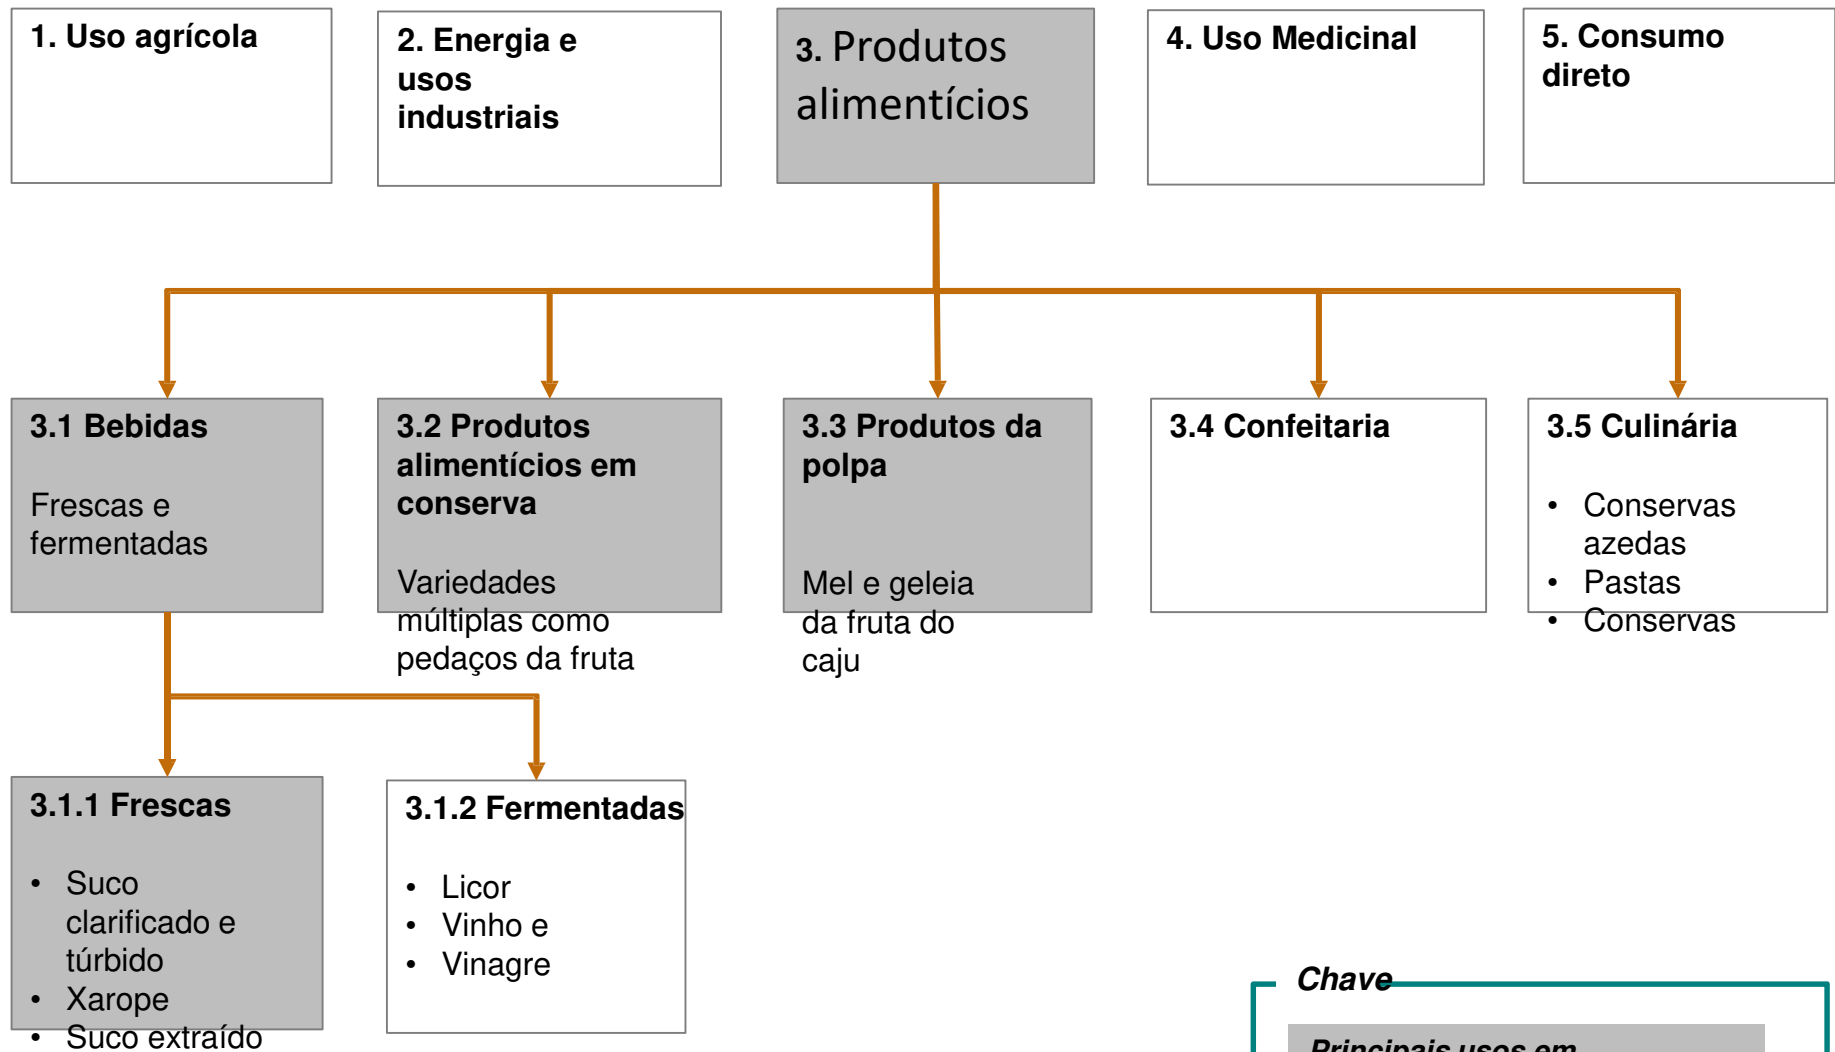 1. Uso agrícola
2. Energia e
usos
industriais
3. Produtos
alimentícios
4. Uso Medicinal
5. Consumo
direto
3.1 Bebidas
Frescas e
fermentadas
3.2 Produtos
alimentícios em
conserva
Variedades
múltiplas como
pedaços da fruta
3.3 Produtos da
polpa
Mel e geleia
da fruta do
caju
3.4 Confeitaria
3.5 Culinária
• Conservas
azedas
• Pastas
• Conservas
3.1.1 Frescas
• Suco
clarificado e
túrbido
• Xarope
• Suco extraído
3.1.2 Fermentadas
• Licor
• Vinho e
• Vinagre
Chave
Principais usos em